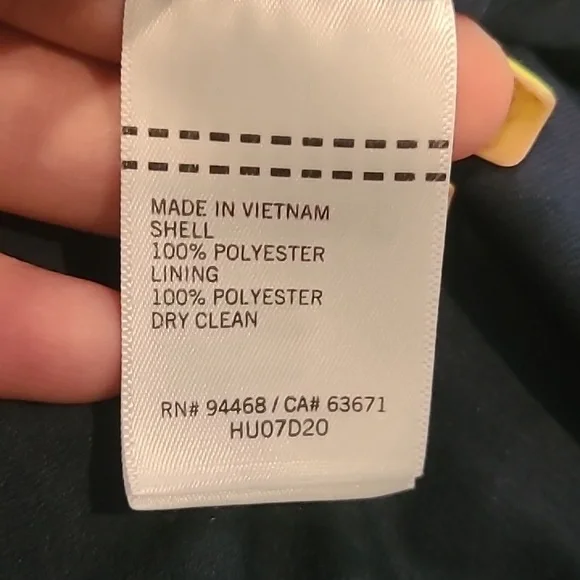 MADE IN VIETNAM
SHELL
100% POLYESTER
LINING
100% POLYESTER
DRY CLEAN
RN# 94468 / CA# 63671
HU07D20